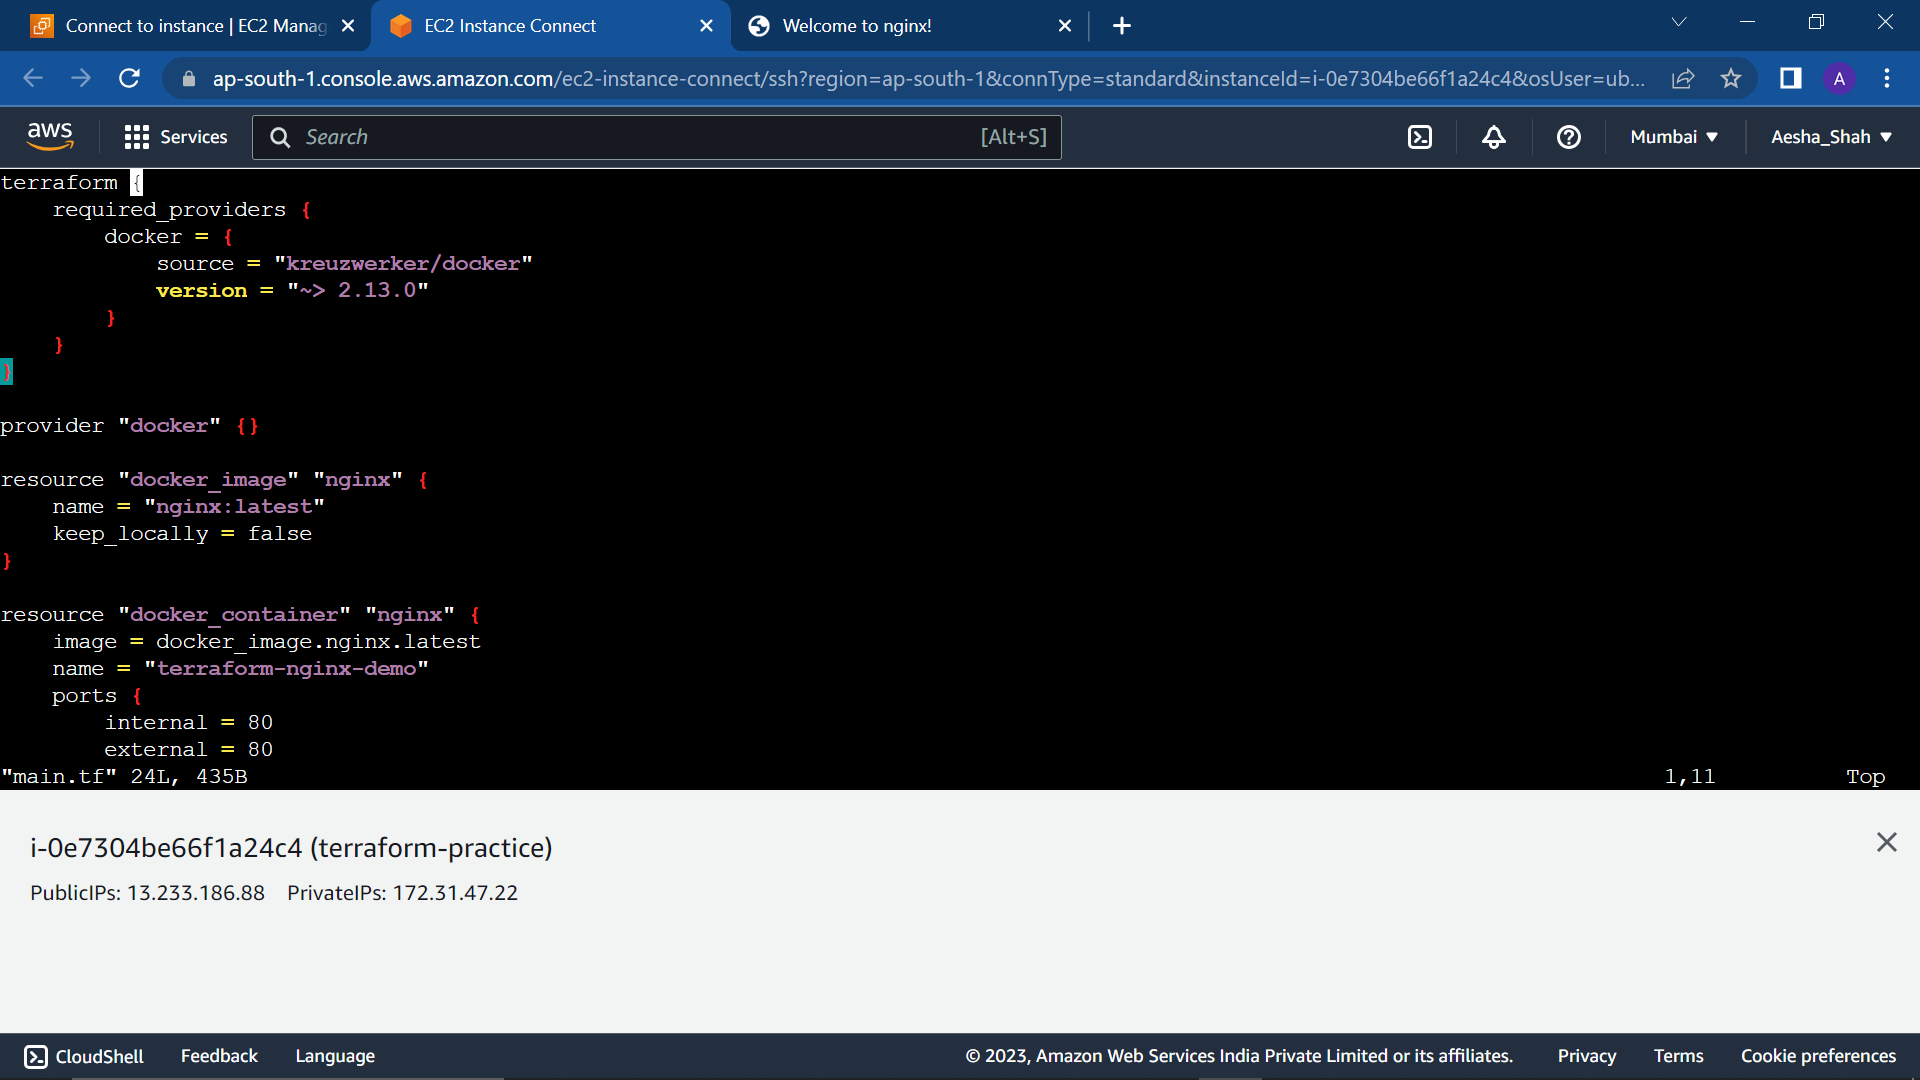 Connect to instance | EC2 Manag
EC2 Instance Connect
Welcome to nginx!
ap-south-1.console.aws.amazon.com/ec2-instance-connect/ssh?region=ap-south-1&connType=standard&instanceId=i-0e7304be66f1a24c4&osUser=ub...
A
aws
Services
Search
[Alt+S]
Mumbai
Aesha_Shah
terraform {
    required_providers {
        docker = {
            source = "kreuzwerker/docker"
            version = "~> 2.13.0"
        }
    }
}
provider "docker" {}
resource "docker_image" "nginx" {
    name = "nginx:latest"
    keep_locally = false
}
resource "docker_container" "nginx" {
    image = docker_image.nginx.latest
    name = "terraform-nginx-demo"
    ports {
        internal = 80
        external = 80
"main.tf" 24L, 435B 1,11 Top
i-0e7304be66f1a24c4 (terraform-practice)
PublicIPs: 13.233.186.88 PrivateIPs: 172.31.47.22
CloudShell Feedback Language © 2023, Amazon Web Services India Private Limited or its affiliates. Privacy Terms Cookie preferences